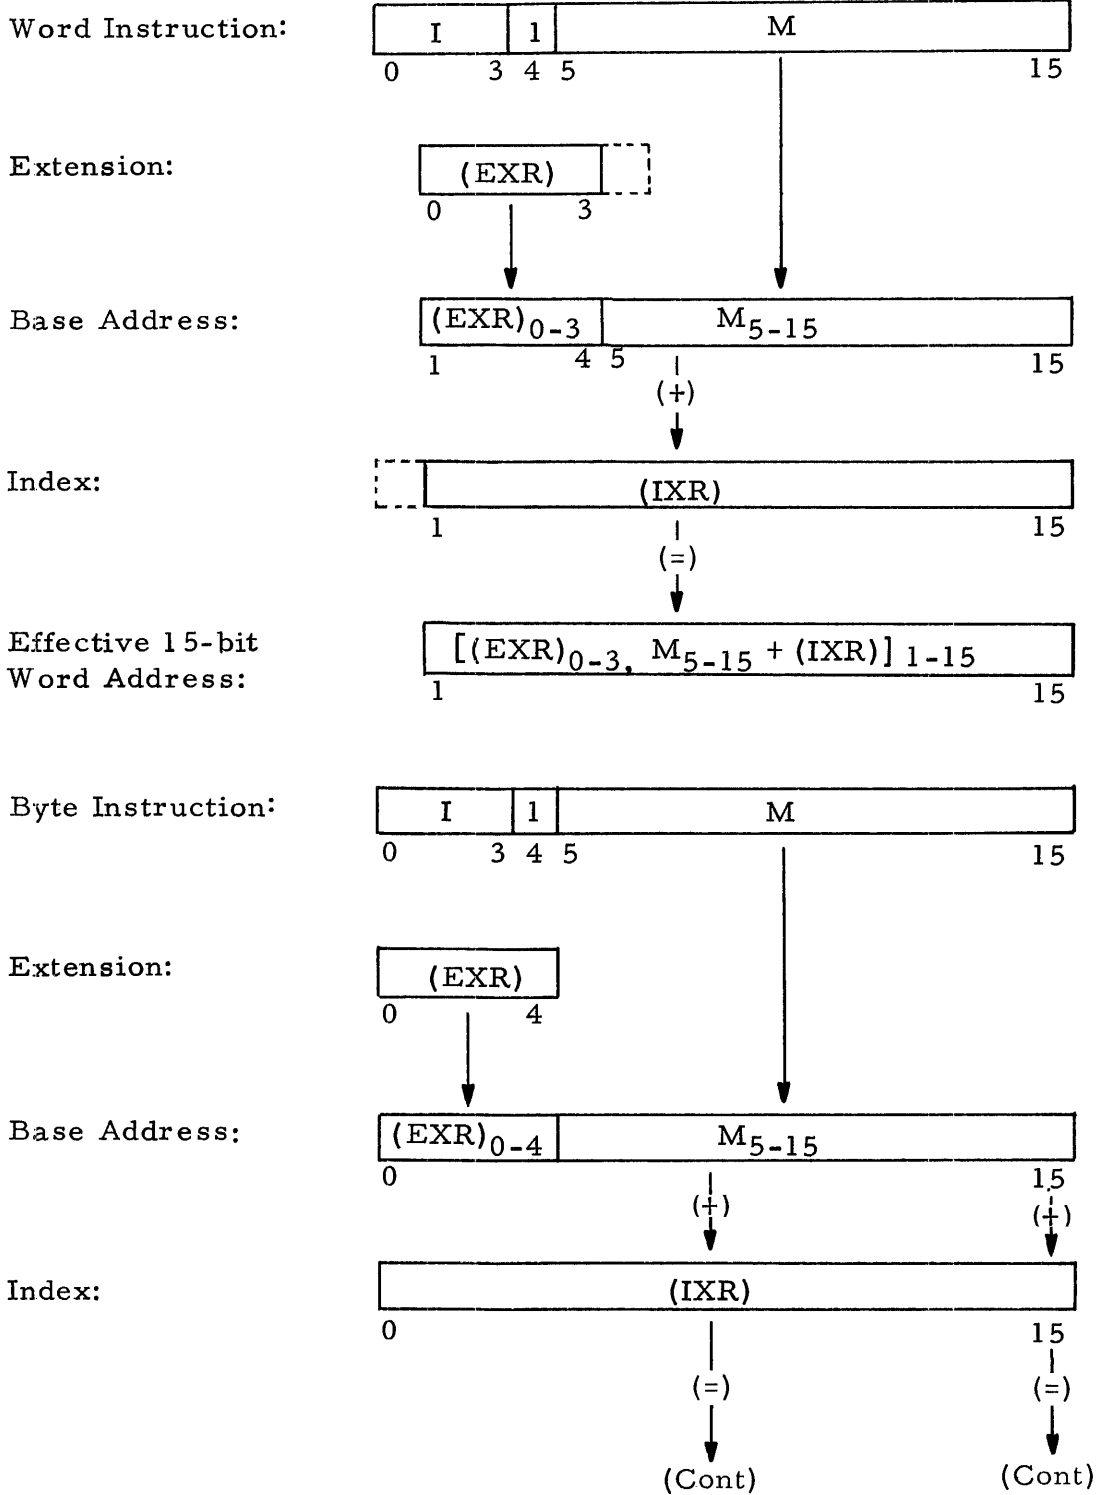 Word Instruction: I 1 M
0 3 4 5 15
Extension: (EXR)
0 3
Base Address: (EXR)0-3 M5-15
1 4 5 15
(+)
Index: (IXR)
1 15
(=)
Effective 15-bit
Word Address: [(EXR)0-3, M5-15 + (IXR)] 1-15
1 15
Byte Instruction: I 1 M
0 3 4 5 15
Extension: (EXR)
0 4
Base Address: (EXR)0-4 M5-15
0 15
(+) (+)
Index: (IXR)
0 15
(=) (=)
(Cont) (Cont)